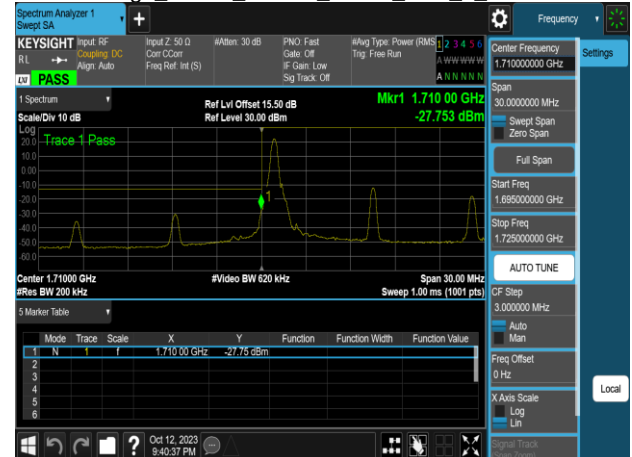 Spectrum Analyzer 1
Swept SA
Frequency
KEYSIGHT
RL
LXI
PASS
Input: RF
Coupling: DC
Align: Auto
Input Z: 50 Ω
Corr CCorr
Freq Ref: Int (S)
#Atten: 30 dB
PNO: Fast
Gate: Off
IF Gain: Low
Sig Track: Off
#Avg Type: Power (RMS
Trig: Free Run
1 2 3 4 5 6
A W W W W W
A N N N N N
1 Spectrum
Scale/Div 10 dB
Ref Lvl Offset 15.50 dB
Ref Level 30.00 dBm
Mkr1 1.710 00 GHz
-27.753 dBm
Log
Trace 1 Pass
20.0
10.0
0.00
-10.0
-20.0
-30.0
-40.0
-50.0
-60.0
1
Center 1.71000 GHz
#Res BW 200 kHz
#Video BW 620 kHz
Span 30.00 MHz
Sweep 1.00 ms (1001 pts)
5 Marker Table
Mode Trace Scale X Y Function Function Width Function Value
1 N 1 f 1.710 00 GHz -27.75 dBm
2
3
4
5
6
Oct 12, 2023
9:40:37 PM
Center Frequency
1.710000000 GHz
Span
30.0000000 MHz
Swept Span
Zero Span
Full Span
Start Freq
1.695000000 GHz
Stop Freq
1.725000000 GHz
AUTO TUNE
CF Step
3.000000 MHz
Auto
Man
Freq Offset
0 Hz
X Axis Scale
Log
Lin
Signal Track
(Span Zoom)
Settings
Local